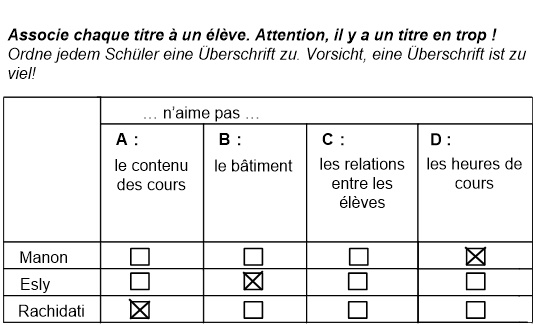 Associe chaque titre à un élève. Attention, il y a un titre en trop !
Ordne jedem Schüler eine Überschrift zu. Vorsicht, eine Überschrift ist zu
viel!
… n'aime pas …
A :
le contenu
des cours
B :
le bâtiment
C :
les relations
entre les
élèves
D :
les heures de
cours
Manon
Esly
Rachidati